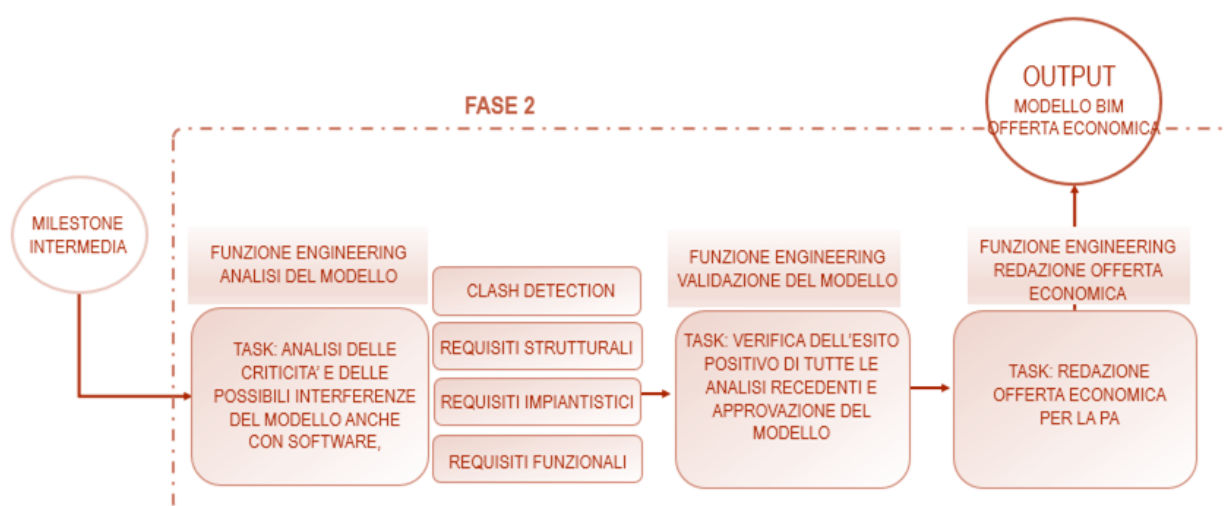 OUTPUT
MODELLO BIM
OFFERTA ECONOMICA
FASE 2
MILESTONE
INTERMEDIA
FUNZIONE ENGINEERING
ANALISI DEL MODELLO
TASK: ANALISI DELLE
CRITICITA' E DELLE
POSSIBILI INTERFERENZE
DEL MODELLO ANCHE
CON SOFTWARE,
CLASH DETECTION
REQUISITI STRUTTURALI
REQUISITI IMPIANTISTICI
REQUISITI FUNZIONALI
FUNZIONE ENGINEERING
VALIDAZIONE DEL MODELLO
TASK: VERIFICA DELL'ESITO
POSITIVO DI TUTTE LE
ANALISI RECEDENTI E
APPROVAZIONE DEL
MODELLO
FUNZIONE ENGINEERING
REDAZIONE OFFERTA
ECONOMICA
TASK: REDAZIONE
OFFERTA ECONOMICA
PER LA PA